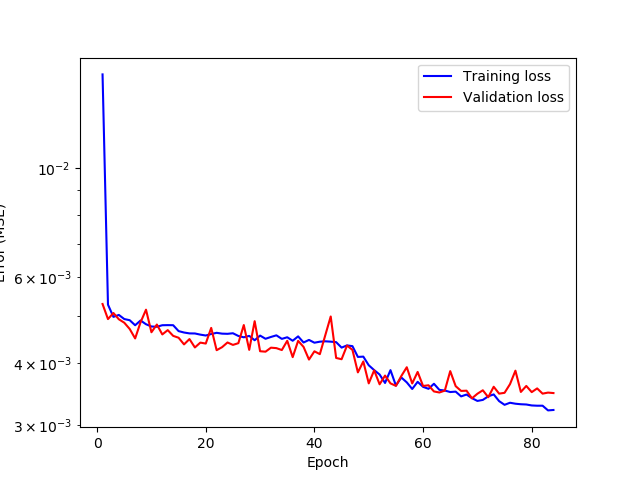 Training loss
Validation loss
10⁻²
6 × 10⁻³
4 × 10⁻³
3 × 10⁻³
Error (MSE)
0 20 40 60 80
Epoch